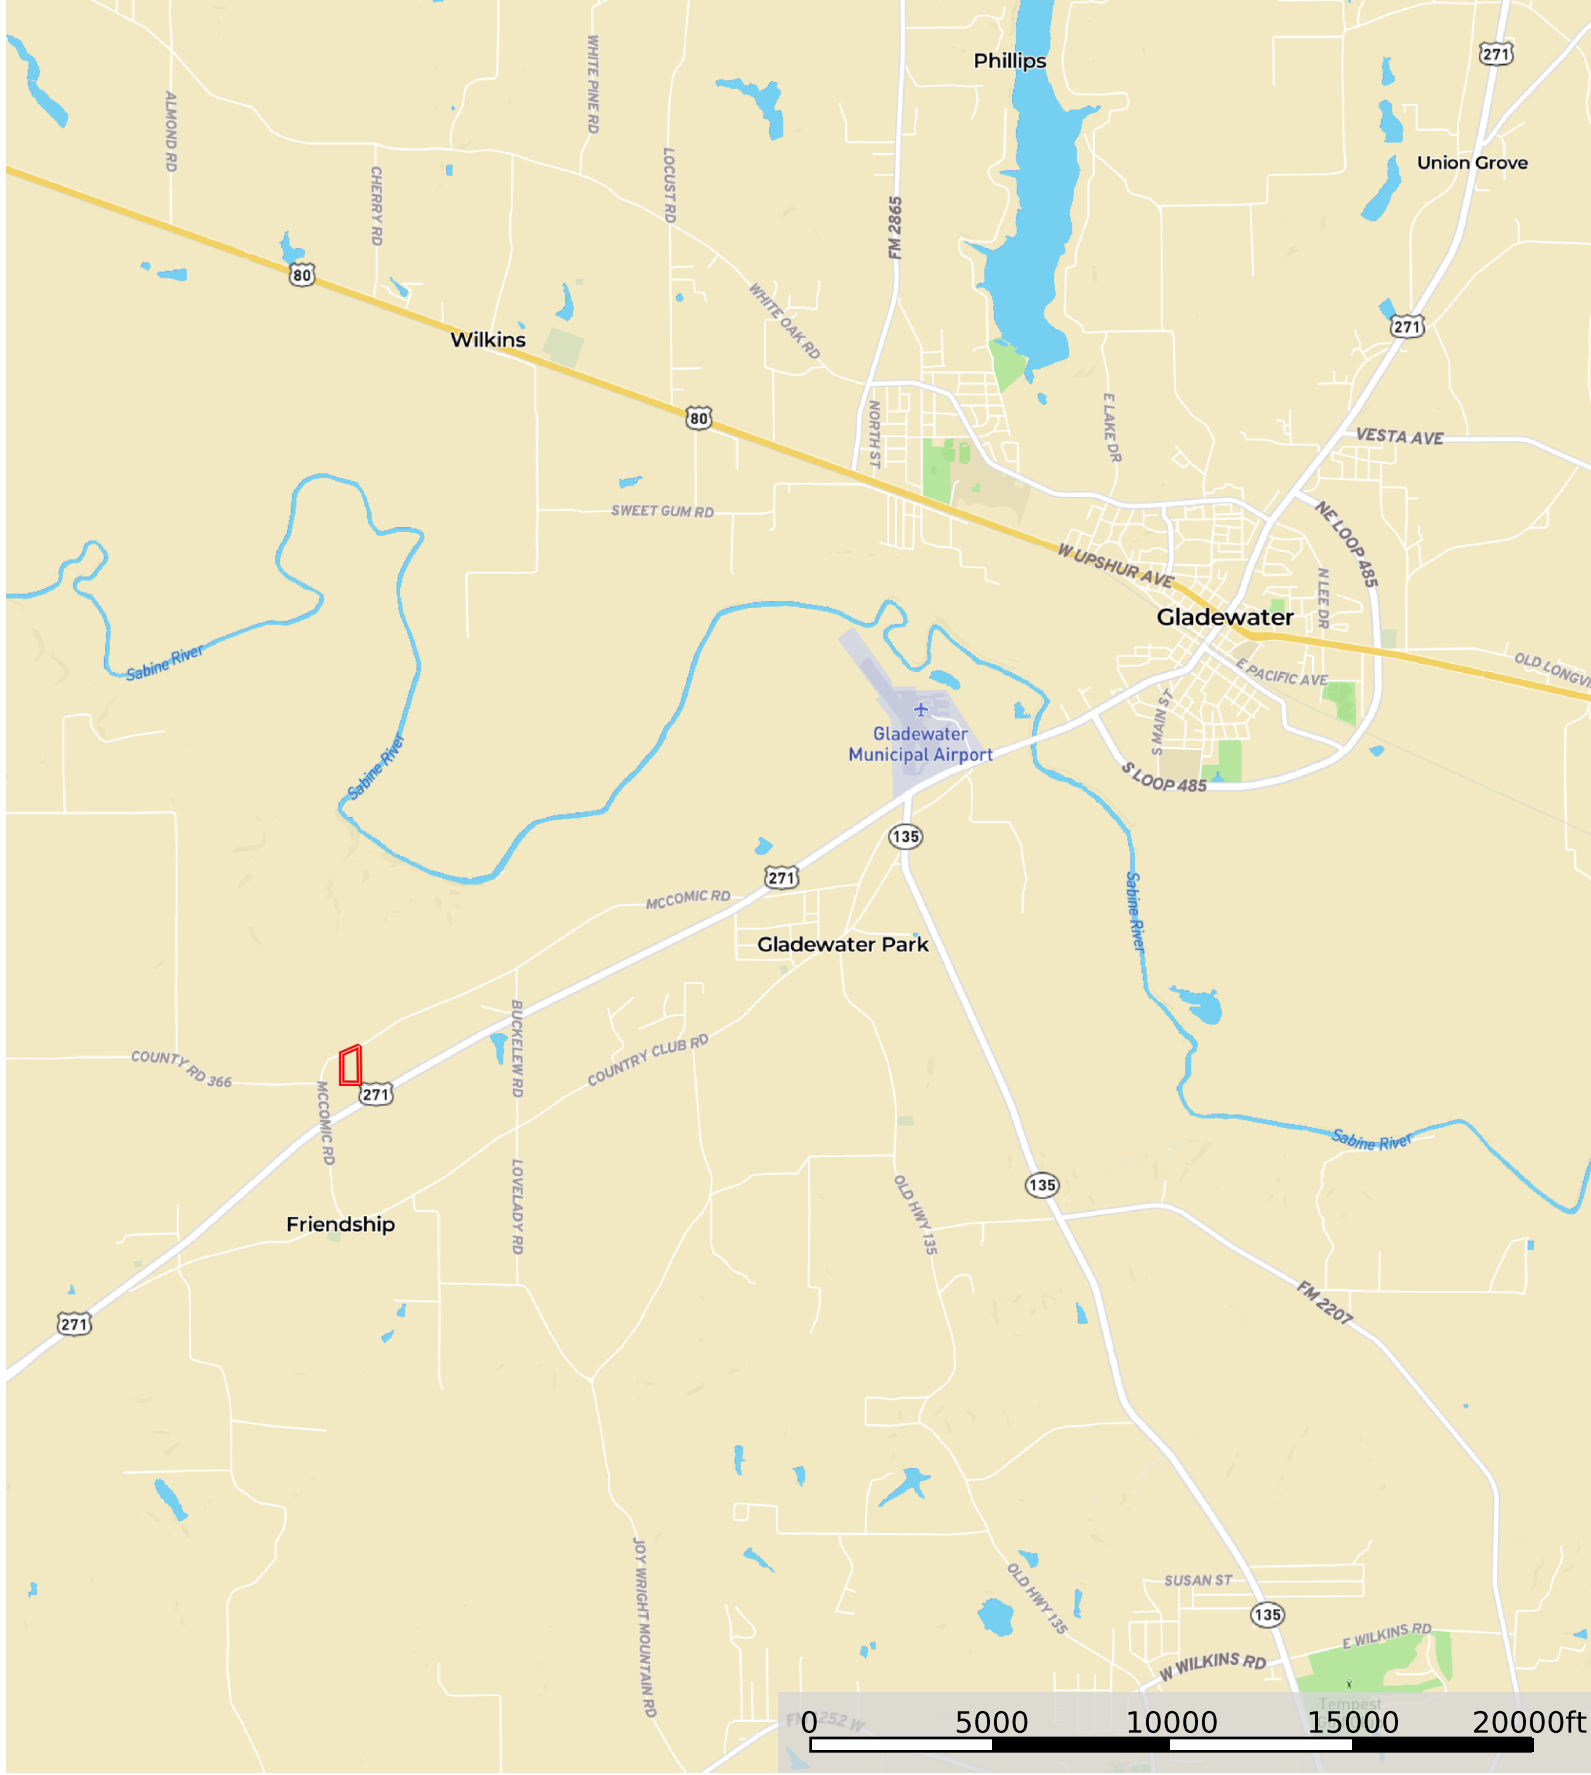 Phillips
271
WHITE PINE RD
ALMOND RD
Union Grove
LOCUST RD
CHERRY RD
FM 2865
80
271
WHITE OAK RD
Wilkins
80
NORTH ST
E LAKE DR
VESTA AVE
SWEET GUM RD
NE LOOP 485
W UPSHUR AVE
N LEE DR
Gladewater
Sabine River
E PACIFIC AVE
OLD LONGVI
S MAIN ST
Gladewater
Municipal Airport
Sabine River
S LOOP 485
135
271
MCCOMIC RD
Sabine River
Gladewater Park
BUCKELEW RD
COUNTRY CLUB RD
COUNTY RD 366
271
MCCOMIC RD
Sabine River
LOVELADY RD
135
OLD HWY 135
Friendship
FM 2207
271
JOY WRIGHT MOUNTAIN RD
OLD HWY 135
SUSAN ST
135
E WILKINS RD
W WILKINS RD
Tempest
FM 1252 W
0 5000 10000 15000 20000ft